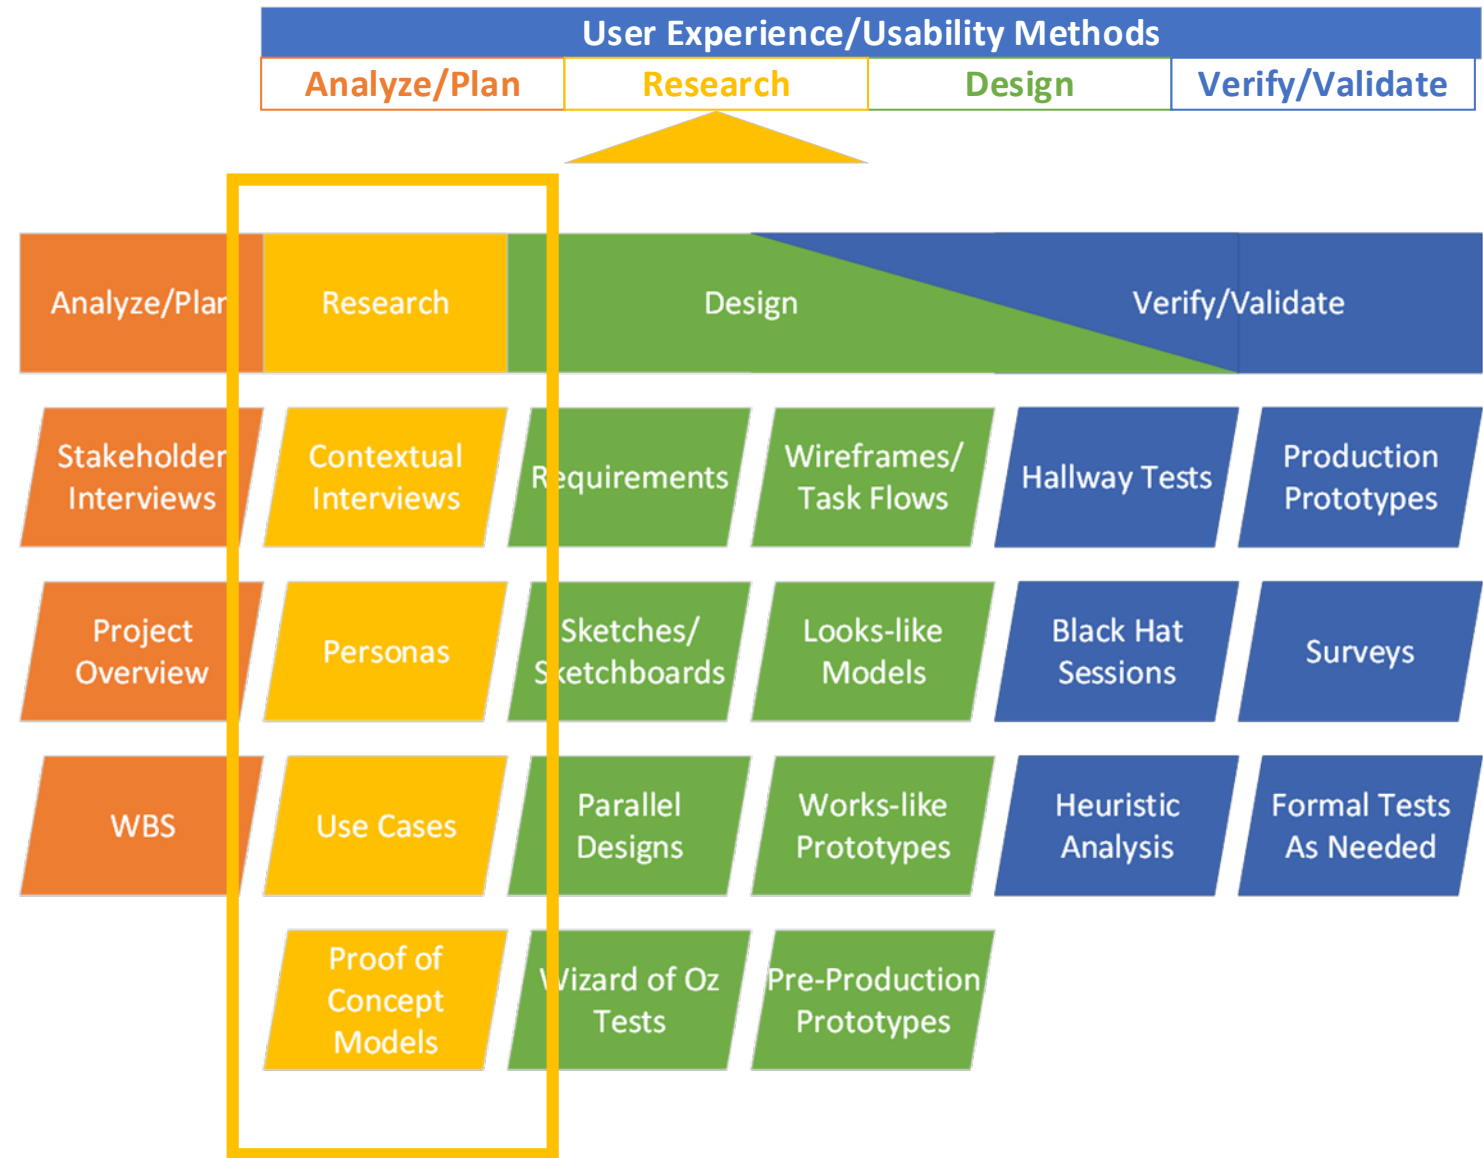 User Experience/Usability Methods
Analyze/Plan Research Design Verify/Validate
Analyze/Plan Research Design Verify/Validate
Stakeholder
Interviews
Contextual
Interviews
Requirements
Wireframes/
Task Flows
Hallway Tests
Production
Prototypes
Project
Overview
Personas
Sketches/
Sketchboards
Looks-like
Models
Black Hat
Sessions
Surveys
WBS
Use Cases
Parallel
Designs
Works-like
Prototypes
Heuristic
Analysis
Formal Tests
As Needed
Proof of
Concept
Models
Wizard of Oz
Tests
Pre-Production
Prototypes